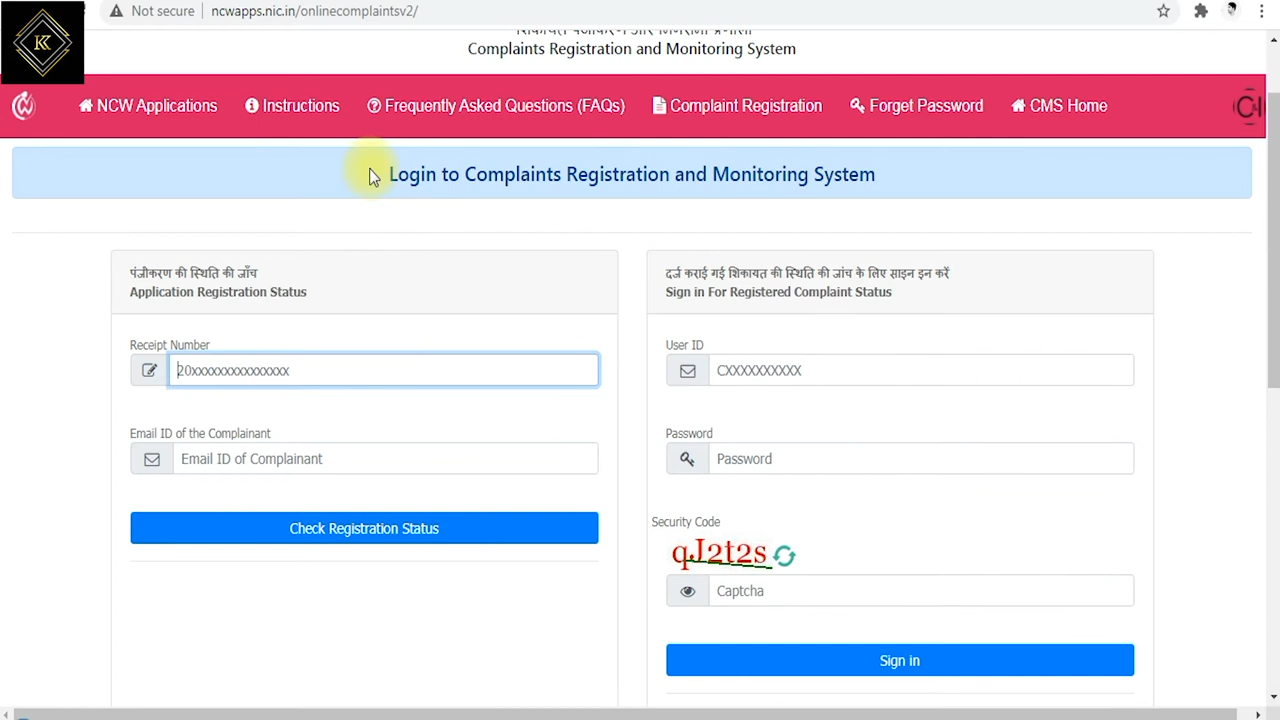 Not secure
ncwapps.nic.in/onlinecomplaintsv2/
K
Complaints Registration and Monitoring System
NCW Applications
Instructions
Frequently Asked Questions (FAQs)
Complaint Registration
Forget Password
CMS Home
Login to Complaints Registration and Monitoring System
पंजीकरण की स्थिति की जाँच
Application Registration Status
Receipt Number
20xxxxxxxxxxxxxxx
Email ID of the Complainant
Email ID of Complainant
Check Registration Status
दर्ज कराई गई शिकायत की स्थिति की जांच के लिए साइन इन करें
Sign in For Registered Complaint Status
User ID
CXXXXXXXXXX
Password
Password
Security Code
qJ2t2s
Captcha
Sign in